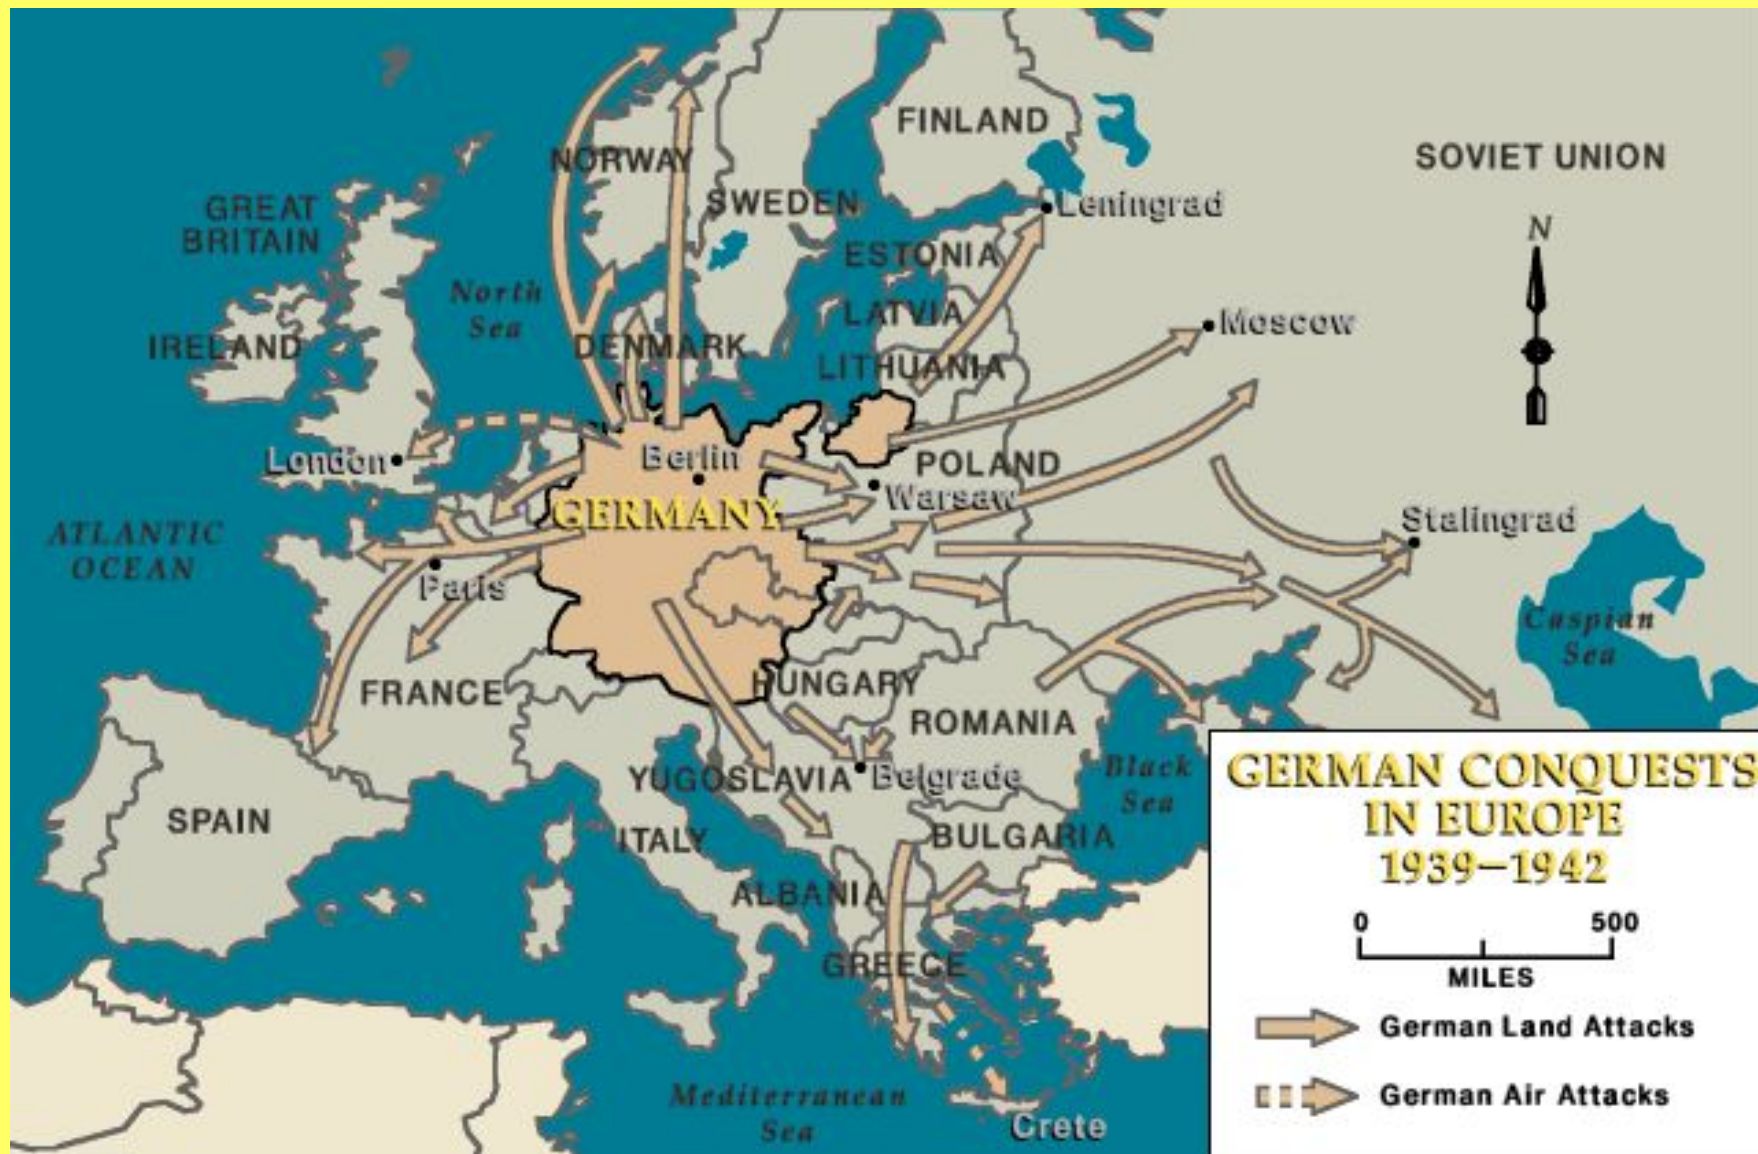 FINLAND
SOVIET UNION
NORWAY
SWEDEN
GREAT
BRITAIN
Leningrad
N
ESTONIA
North
Sea
LATVIA
Moscow
IRELAND
DENMARK
LITHUANIA
London
Berlin
POLAND
Warsaw
GERMANY
Stalingrad
ATLANTIC
OCEAN
Paris
Caspian
Sea
FRANCE
HUNGARY
ROMANIA
YUGOSLAVIA
Belgrade
Black
Sea
SPAIN
ITALY
BULGARIA
ALBANIA
GREECE
Mediterranean
Sea
Crete
GERMAN CONQUESTS
IN EUROPE
1939–1942
0 500
MILES
German Land Attacks
German Air Attacks